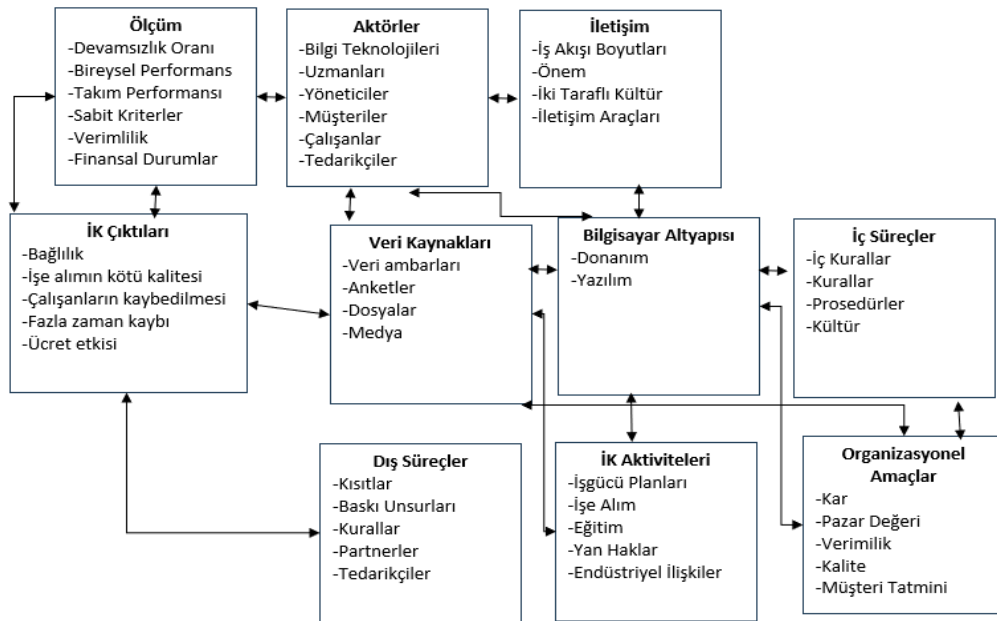 Ölçüm
-Devamsızlık Oranı
-Bireysel Performans
-Takım Performansı
-Sabit Kriterler
-Verimlilik
-Finansal Durumlar
Aktörler
-Bilgi Teknolojileri
-Uzmanları
-Yöneticiler
-Müşteriler
-Çalışanlar
-Tedarikçiler
İletişim
-İş Akışı Boyutları
-Önem
-İki Taraflı Kültür
-İletişim Araçları
İK Çıktıları
-Bağlılık
-İşe alımın kötü kalitesi
-Çalışanların kaybedilmesi
-Fazla zaman kaybı
-Ücret etkisi
Veri Kaynakları
-Veri ambarları
-Anketler
-Dosyalar
-Medya
Bilgisayar Altyapısı
-Donanım
-Yazılım
İç Süreçler
-İç Kurallar
-Kurallar
-Prosedürler
-Kültür
Dış Süreçler
-Kısıtlar
-Baskı Unsurları
-Kurallar
-Partnerler
-Tedarikçiler
İK Aktiviteleri
-İşgücü Planları
-İşe Alım
-Eğitim
-Yan Haklar
-Endüstriyel İlişkiler
Organizasyonel
Amaçlar
-Kar
-Pazar Değeri
-Verimilik
-Kalite
-Müşteri Tatmini